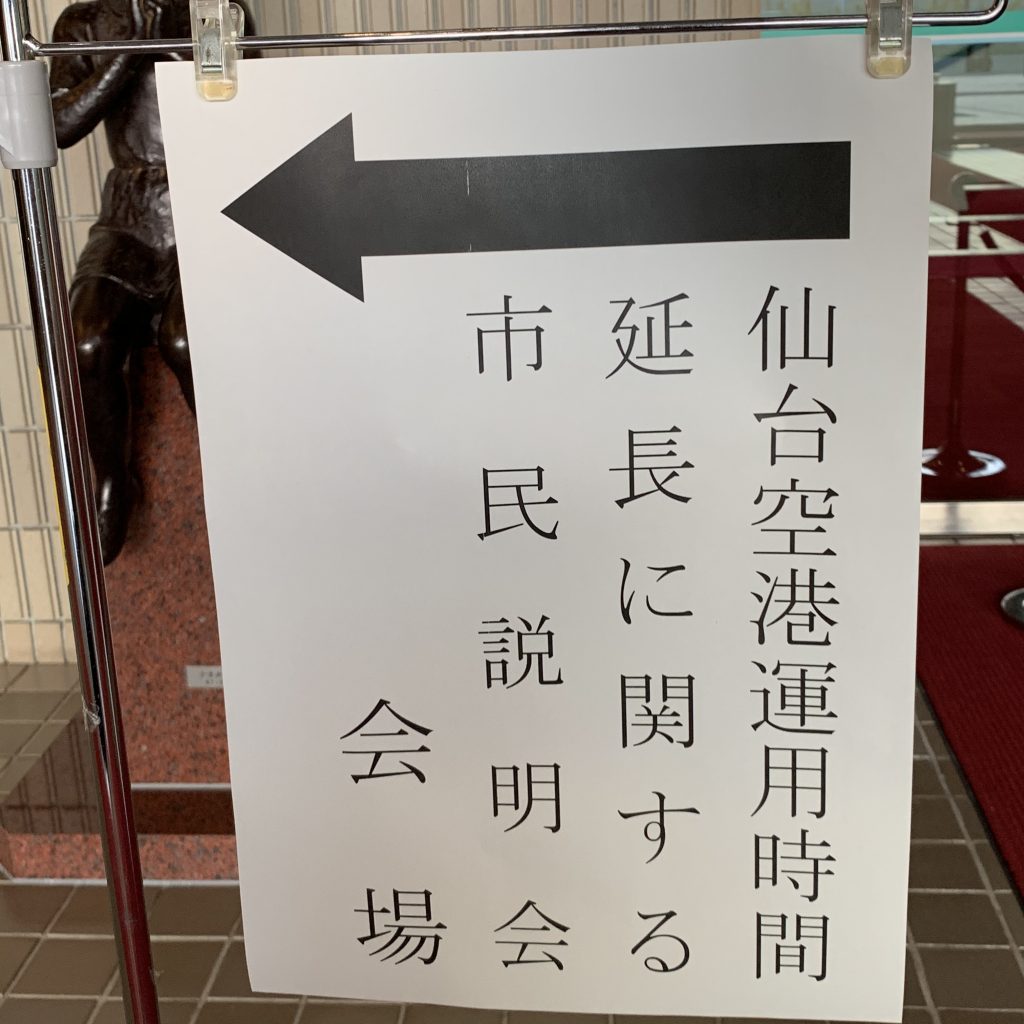 仙台空港運用時間
延長に関する
市民説明会
会場